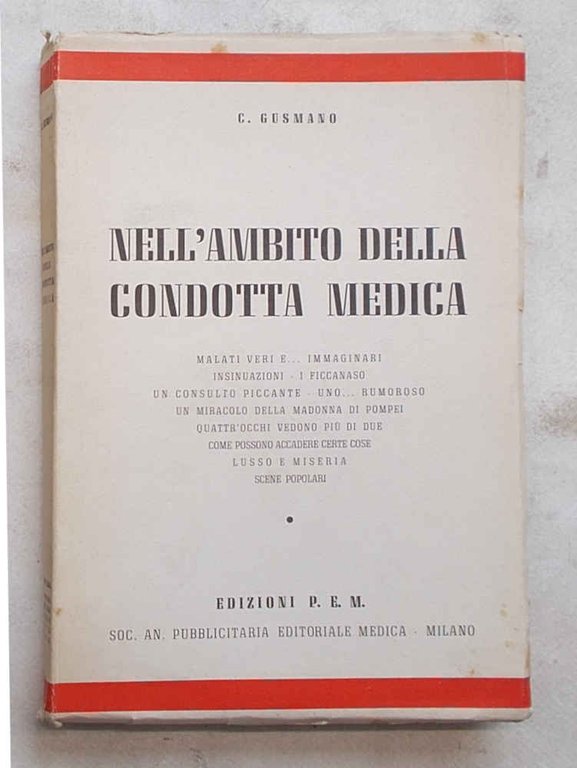 C. GUSMANO
NELL'AMBITO DELLA
CONDOTTA MEDICA
MALATI VERI E... IMMAGINARI
INSINUAZIONI - I FICCANASO
UN CONSULTO PICCANTE - UNO... RUMOROSO
UN MIRACOLO DELLA MADONNA DI POMPEI
QUATTR'OCCHI VEDONO PIÙ DI DUE
COME POSSONO ACCADERE CERTE COSE
LUSSO E MISERIA
SCENE POPOLARI
EDIZIONI P. E. M.
SOC. AN. PUBBLICITARIA EDITORIALE MEDICA - MILANO